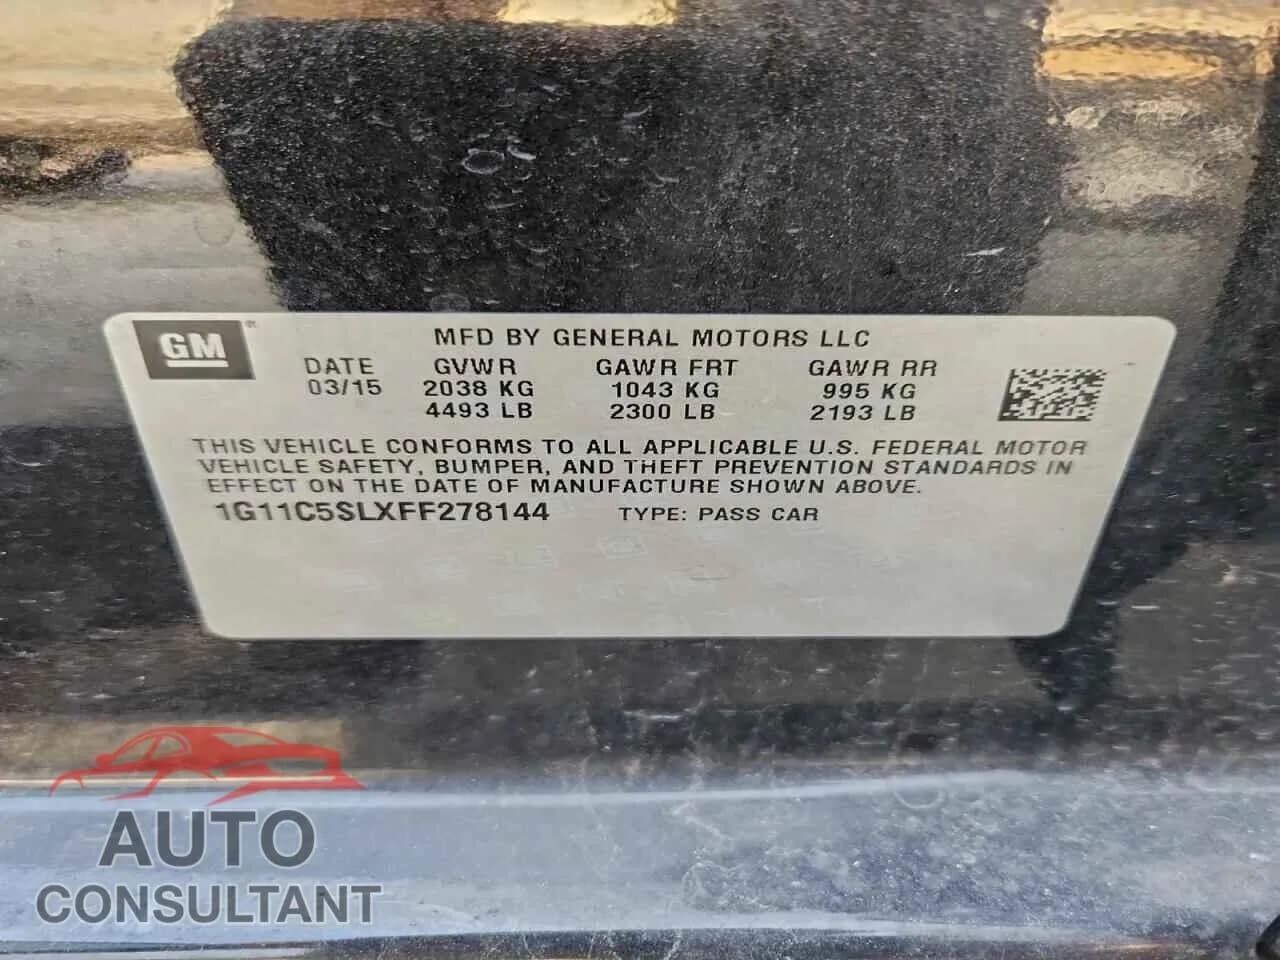 GM ®
MFD BY GENERAL MOTORS LLC
DATE GVWR GAWR FRT GAWR RR
03/15 2038 KG 1043 KG 995 KG
4493 LB 2300 LB 2193 LB
THIS VEHICLE CONFORMS TO ALL APPLICABLE U.S. FEDERAL MOTOR
VEHICLE SAFETY, BUMPER, AND THEFT PREVENTION STANDARDS IN
EFFECT ON THE DATE OF MANUFACTURE SHOWN ABOVE.
1G11C5SLXFF278144 TYPE: PASS CAR
AUTO
CONSULTANT